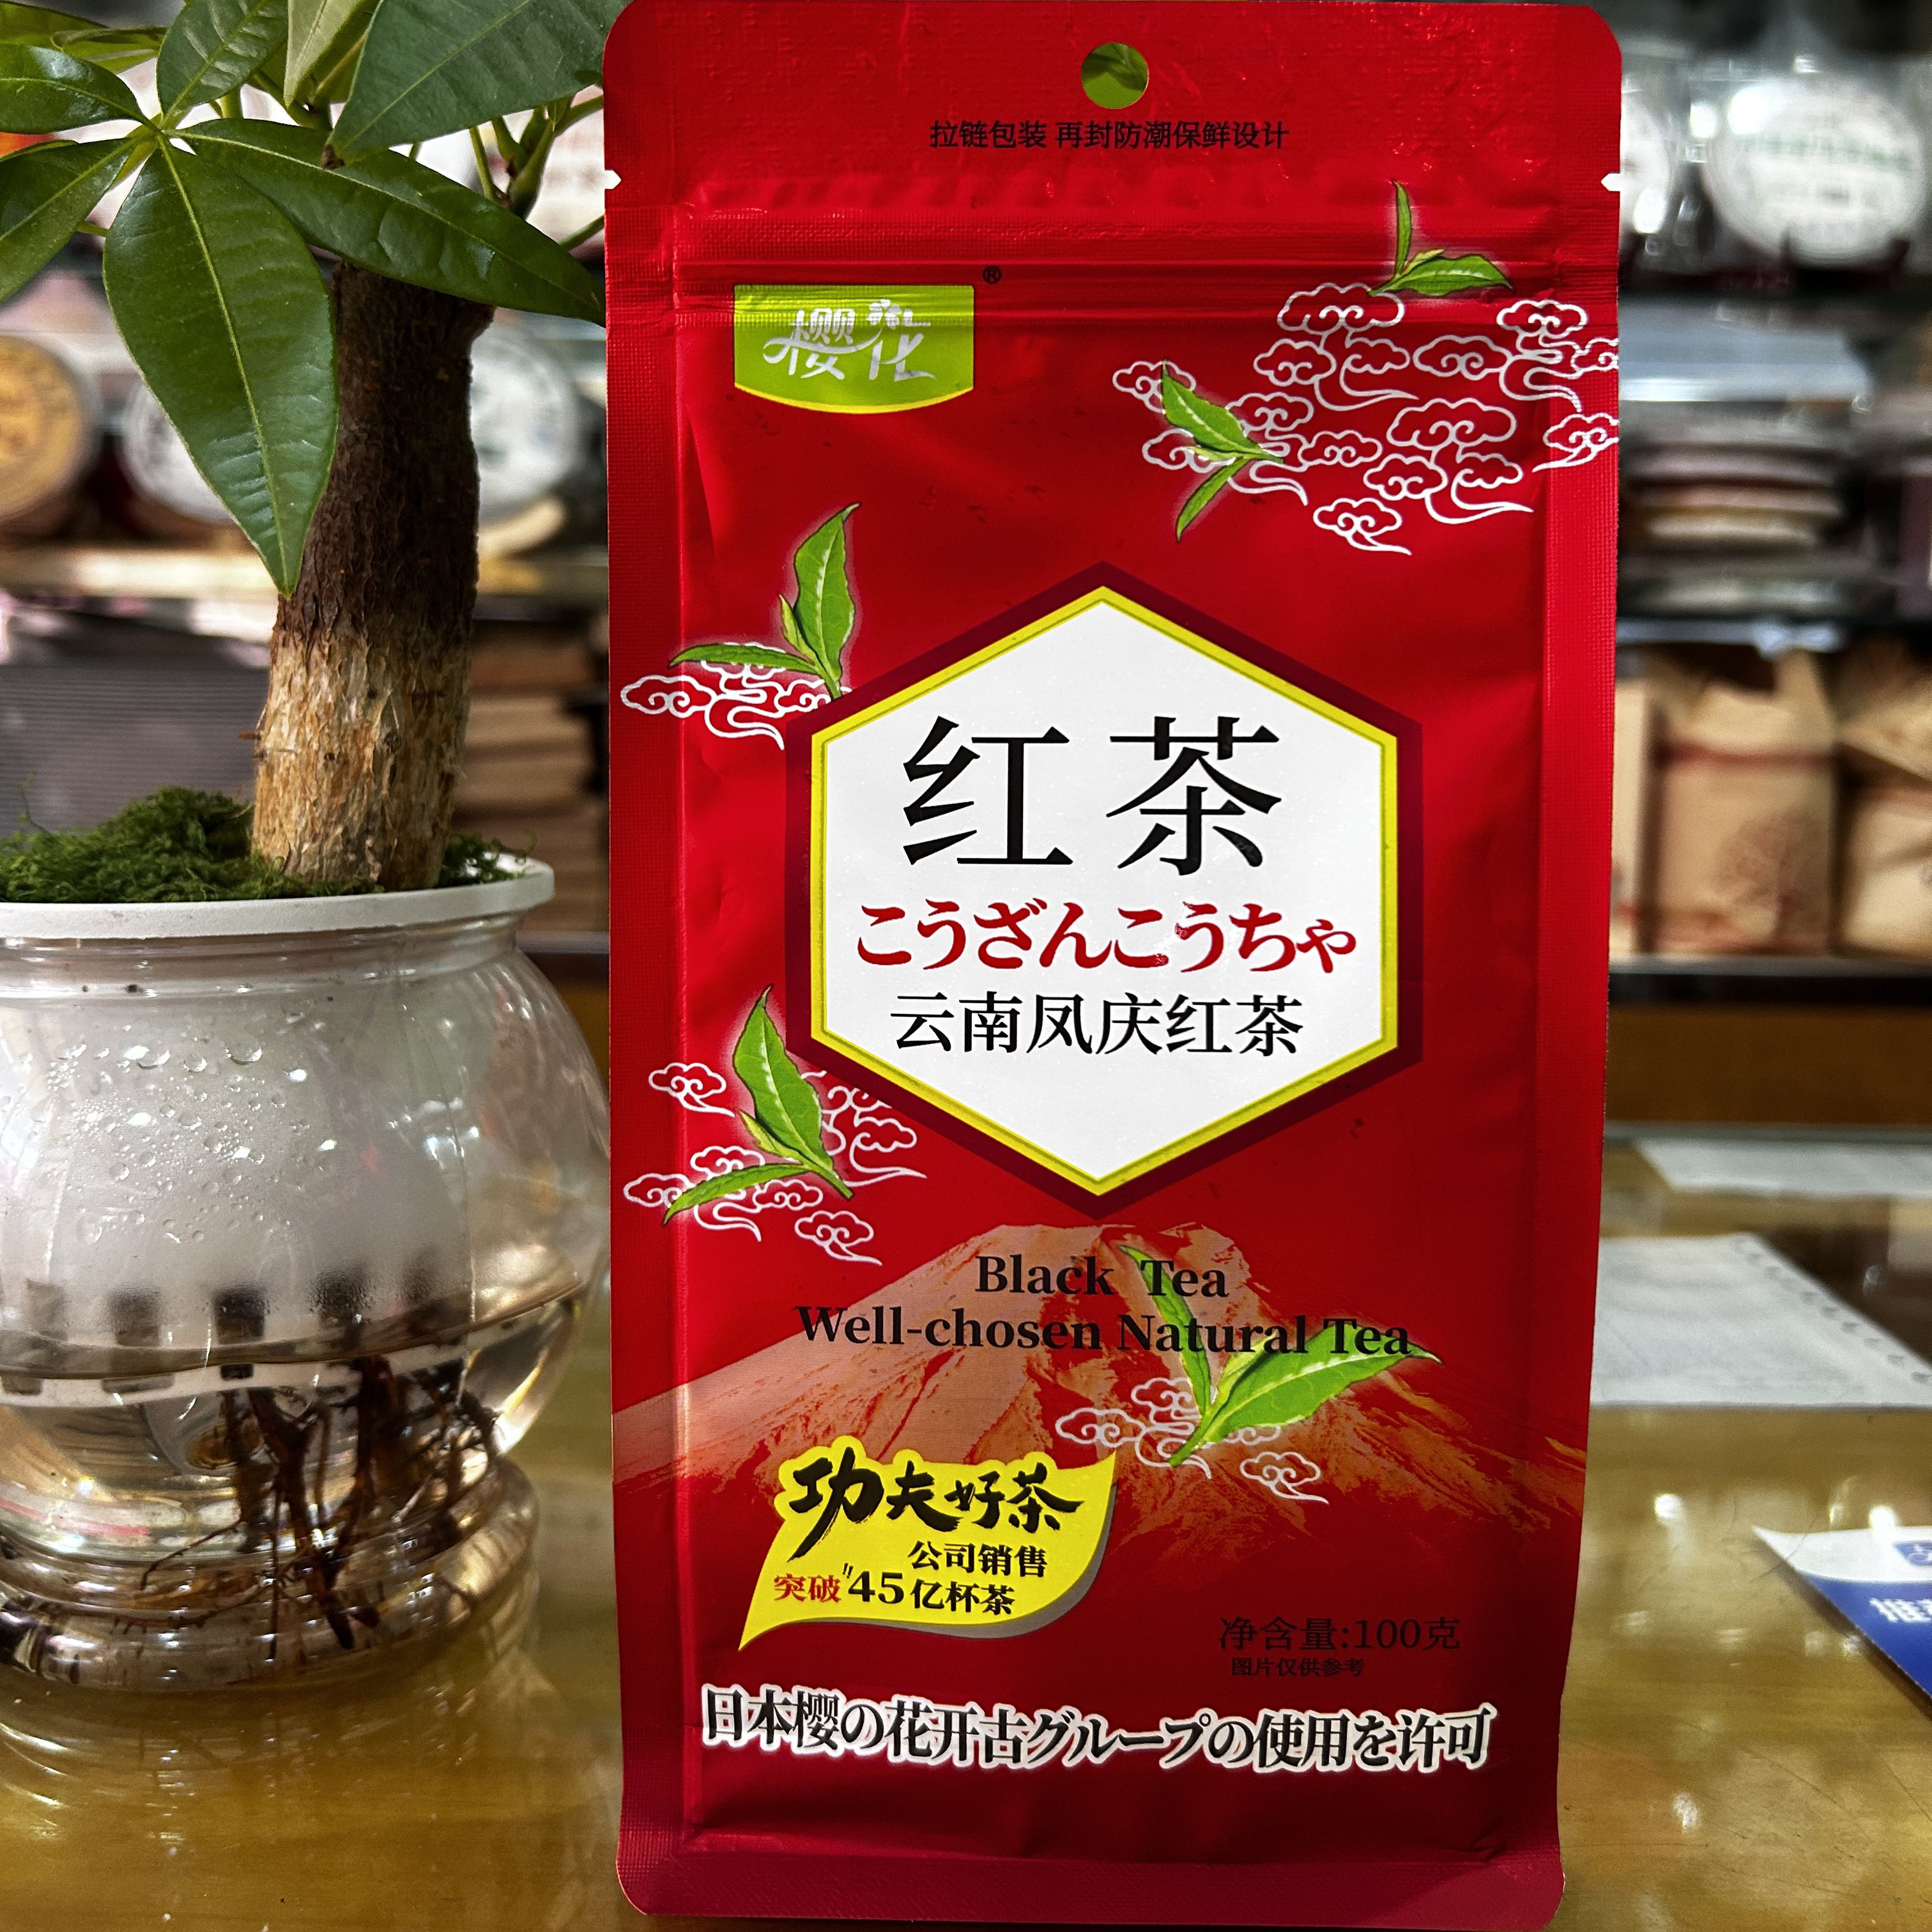 拉链包装 再封防潮保鲜设计
樱花
®
红茶
こうざんこうちゃ
云南凤庆红茶
Black Tea
Well-chosen Natural Tea
功夫好茶
公司销售
突破"45亿杯茶
净含量:100克
图片仅供参考
日本樱の花开古グループの使用を许可